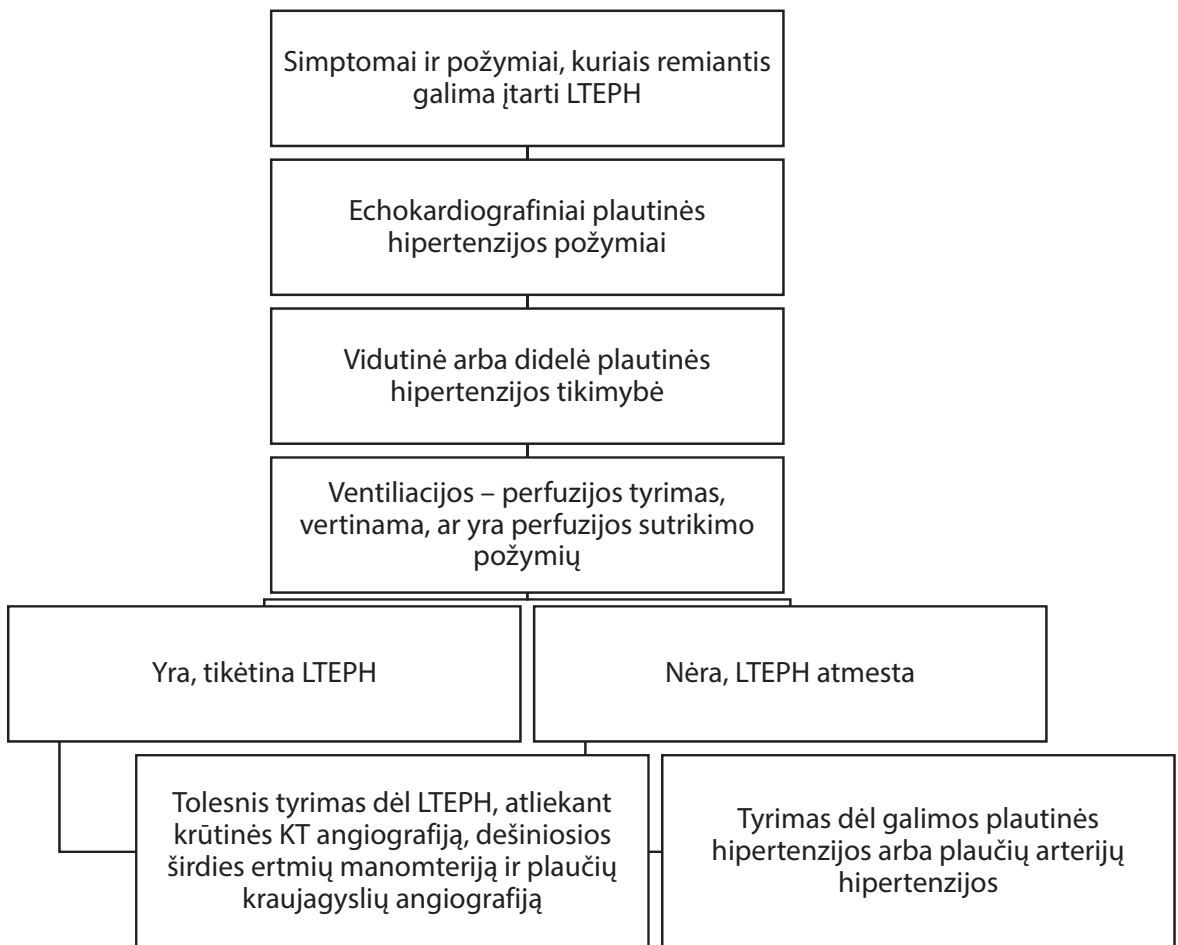 Simptomai ir požymiai, kuriais remiantis
galima įtarti LTEPH
Echokardiografiniai plautinės
hipertenzijos požymiai
Vidutinė arba didelė plautinės
hipertenzijos tikimybė
Ventiliacijos – perfuzijos tyrimas,
vertinama, ar yra perfuzijos sutrikimo
požymių
Yra, tikėtina LTEPH
Nėra, LTEPH atmesta
Tolesnis tyrimas dėl LTEPH, atliekant
krūtinės KT angiografiją, dešiniosios
širdies ertmių manomteriją ir plaučių
kraujagyslių angiografiją
Tyrimas dėl galimos plautinės
hipertenzijos arba plaučių arterijų
hipertenzijos